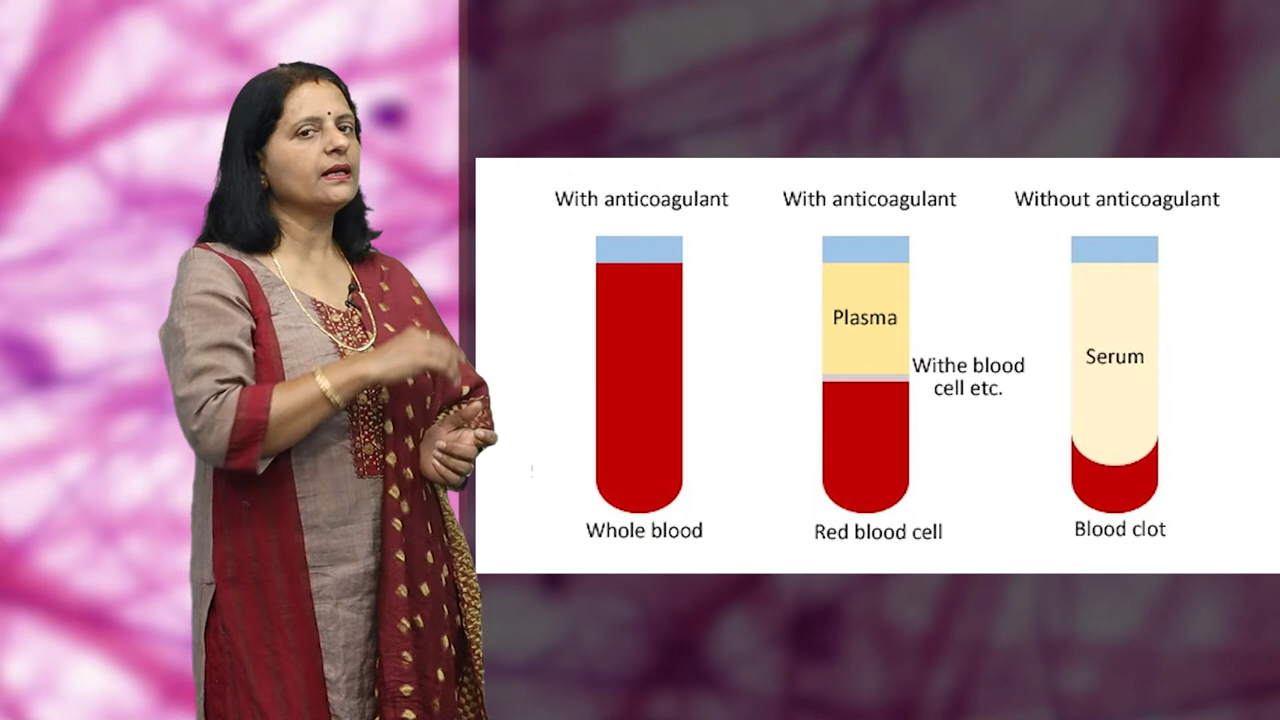 With anticoagulant
With anticoagulant
Without anticoagulant
Plasma
Withe blood
cell etc.
Serum
Whole blood
Red blood cell
Blood clot